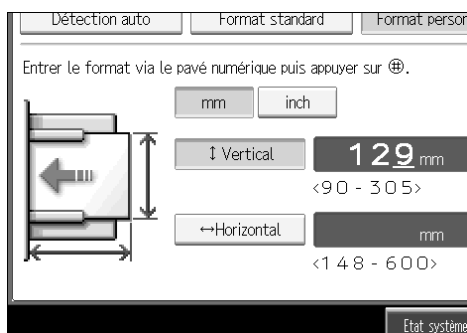 Détection auto Format standard Format person
Entrer le format via le pavé numérique puis appuyer sur ⊕.
mm inch
↕ Vertical 129 mm
<90 - 305>
↔Horizontal mm
<148 - 600>
Etat système